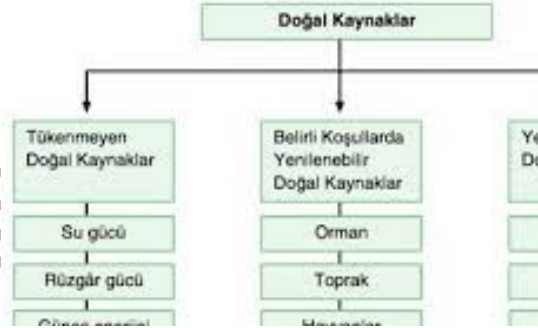 Doğal Kaynaklar
Tükenmeyen
Doğal Kaynaklar
Su gücü
Rüzgâr gücü
Belirli Koşullarda
Yenilenebilir
Doğal Kaynaklar
Orman
Toprak